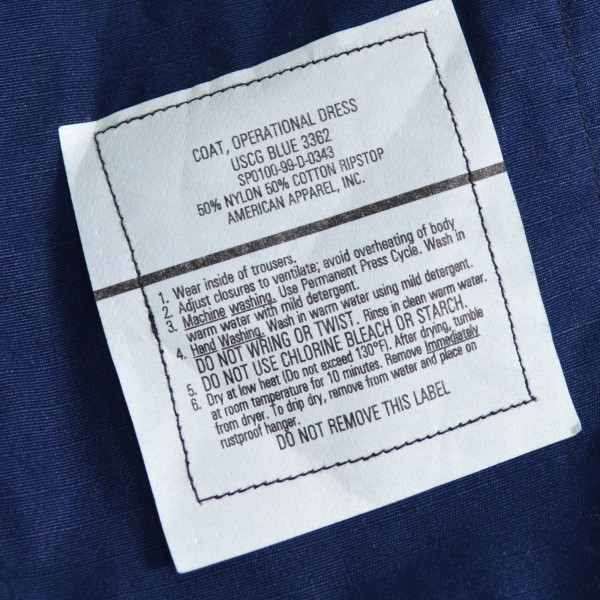 COAT, OPERATIONAL DRESS
USCG BLUE 3362
SP0100-99-D-0343
50% NYLON 50% COTTON RIPSTOP
AMERICAN APPAREL, INC.
1. Wear inside of trousers.
2. Adjust closures to ventilate; avoid overheating of body
3. Machine washing. Use Permanent Press Cycle. Wash in
warm water with mild detergent.
4. Hand Washing. Wash in warm water using mild detergent.
DO NOT WRING OR TWIST. Rinse in clean warm water.
5. DO NOT USE CHLORINE BLEACH OR STARCH.
6. Dry at low heat (Do not exceed 130°F). After drying, tumble
at room temperature for 10 minutes. Remove Immediately
from dryer. To drip dry, remove from water and place on
rustproof hanger.
DO NOT REMOVE THIS LABEL